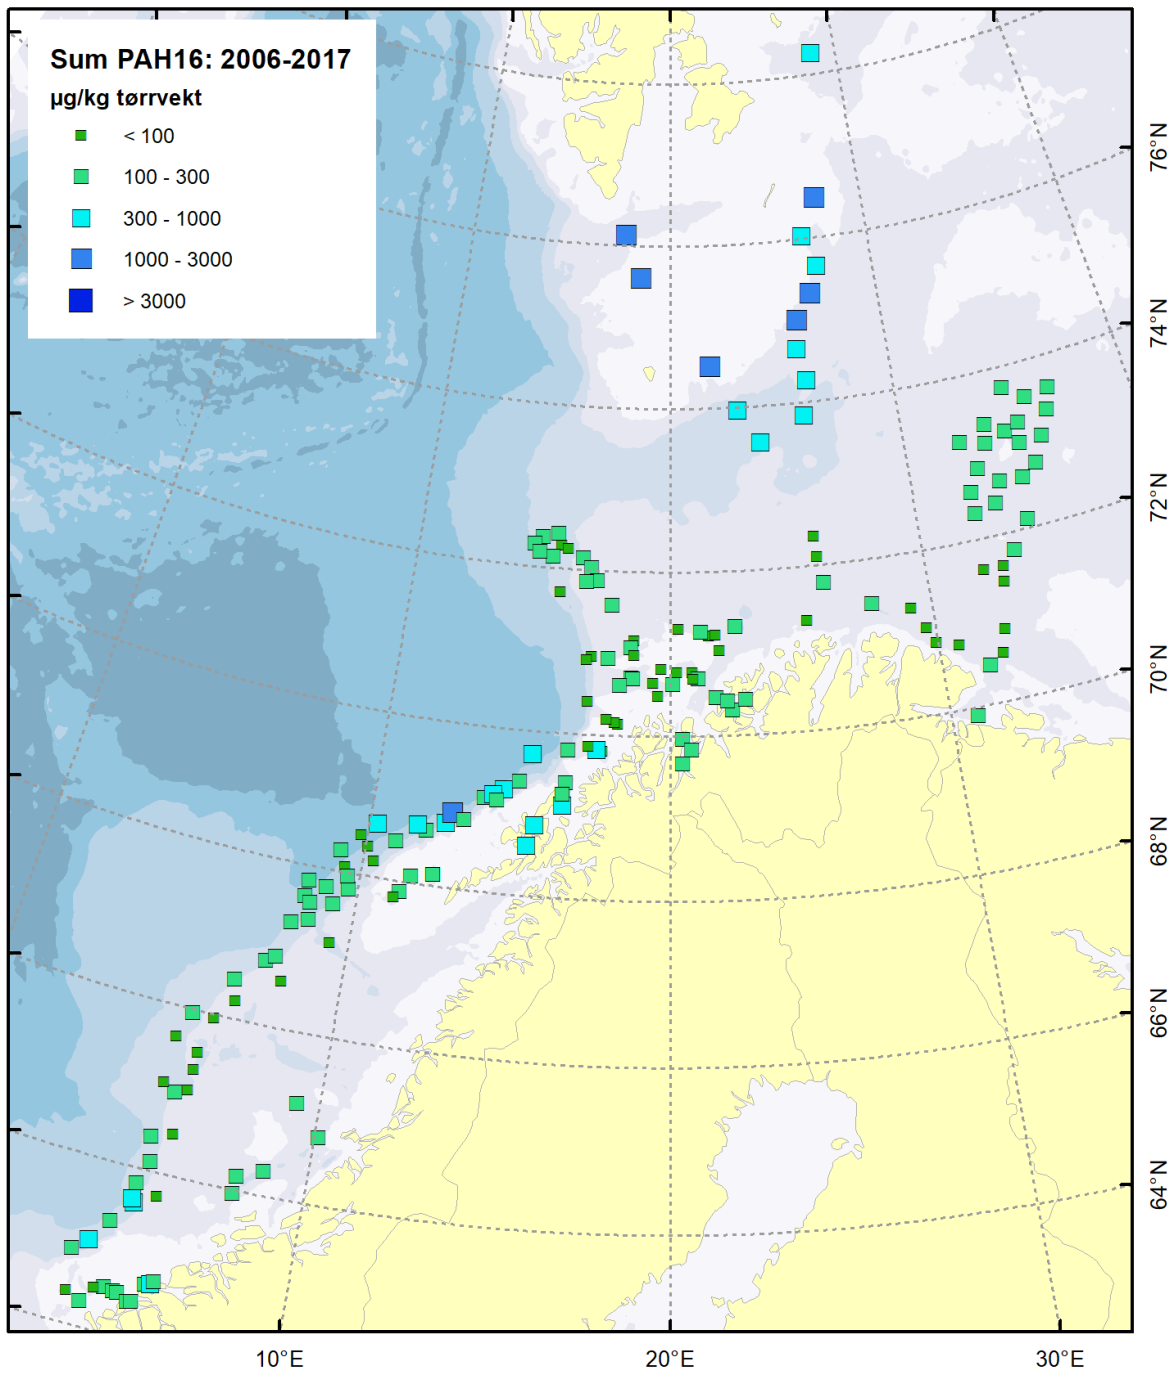 Sum PAH16: 2006-2017
µg/kg tørrvekt
< 100
100 - 300
300 - 1000
1000 - 3000
> 3000
76°N
74°N
72°N
70°N
68°N
66°N
64°N
10°E
20°E
30°E